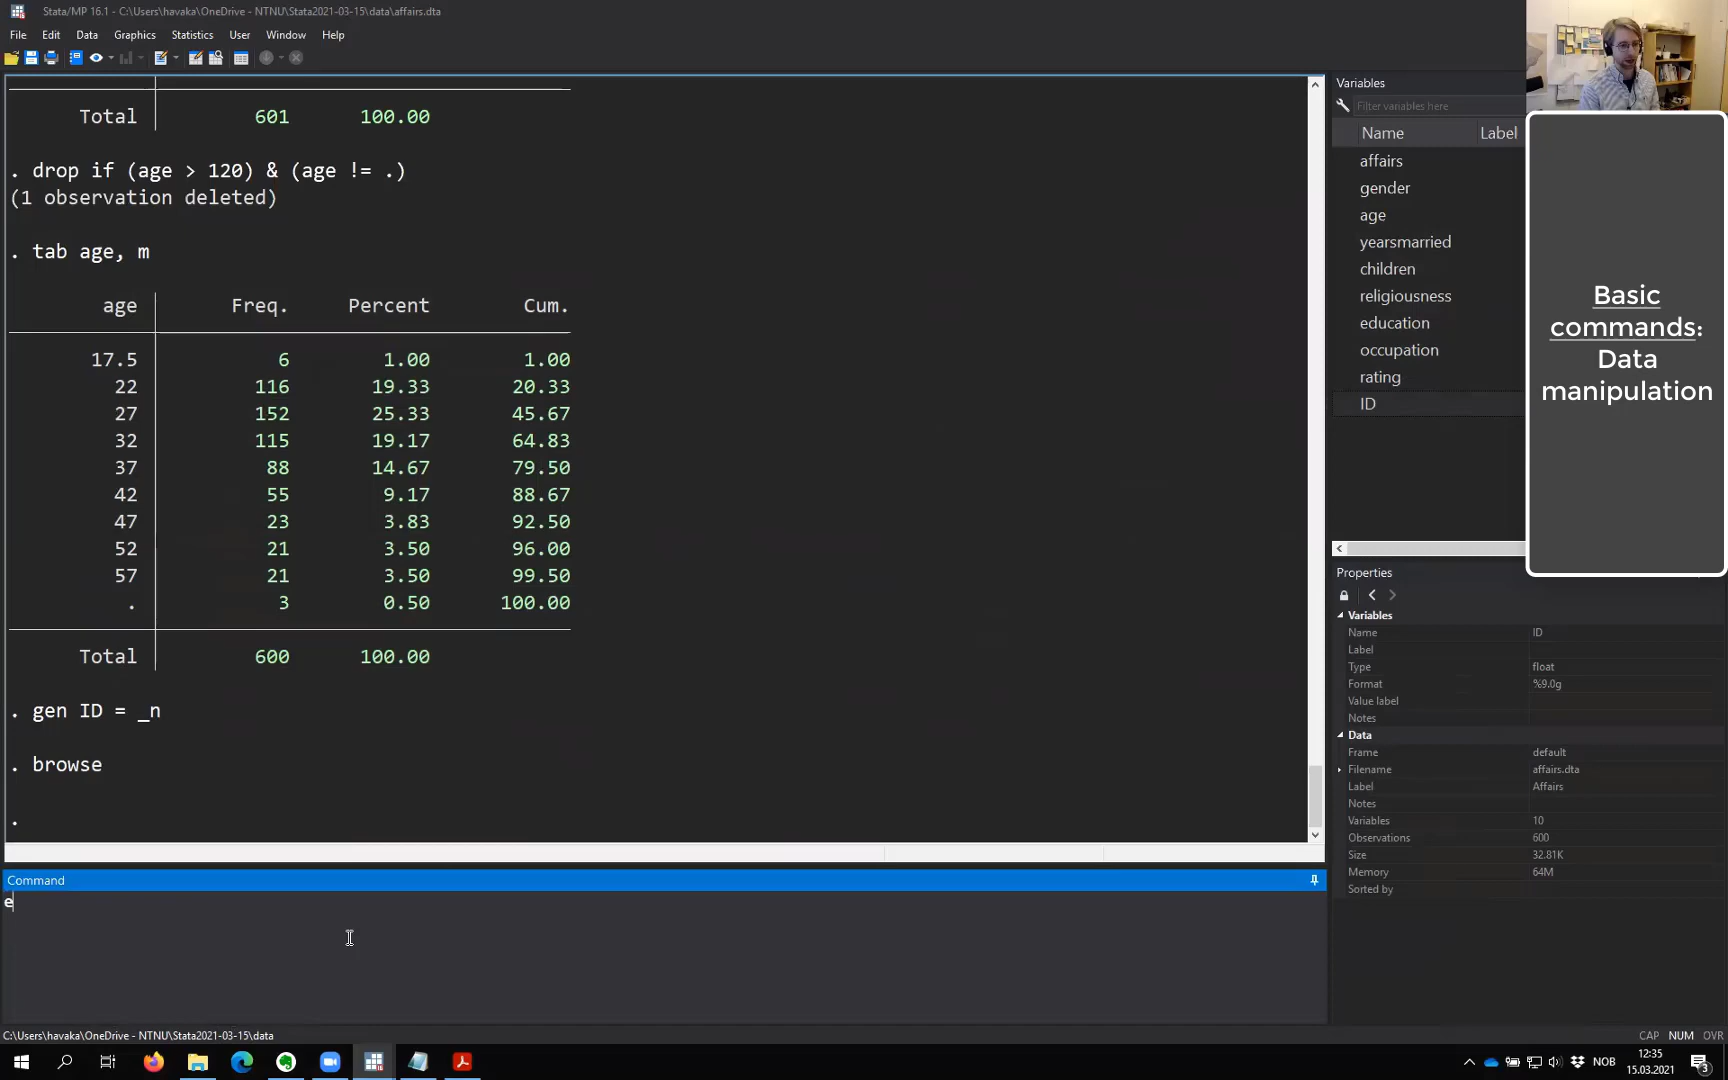 Stata/MP 16.1 - C:\Users\havaka\OneDrive - NTNU\Stata2021-03-15\data\affairs.dta
File Edit Data Graphics Statistics User Window Help
Total 601 100.00
. drop if (age > 120) & (age != .)
(1 observation deleted)
. tab age, m
age Freq. Percent Cum.
17.5 6 1.00 1.00
22 116 19.33 20.33
27 152 25.33 45.67
32 115 19.17 64.83
37 88 14.67 79.50
42 55 9.17 88.67
47 23 3.83 92.50
52 21 3.50 96.00
57 21 3.50 99.50
. 3 0.50 100.00
Total 600 100.00
. gen ID = _n
. browse
.
Command
e
C:\Users\havaka\OneDrive - NTNU\Stata2021-03-15\data
Variables
Filter variables here
Name Label
affairs
gender
age
yearsmarried
children
religiousness
education
occupation
rating
ID
Basic
commands:
Data
manipulation
Properties
Variables
Name ID
Label
Type float
Format %9.0g
Value label
Notes
Data
Frame default
Filename affairs.dta
Label Affairs
Notes
Variables 10
Observations 600
Size 32.81K
Memory 64M
Sorted by
CAP NUM OVR
NOB
12:35
15.03.2021
3